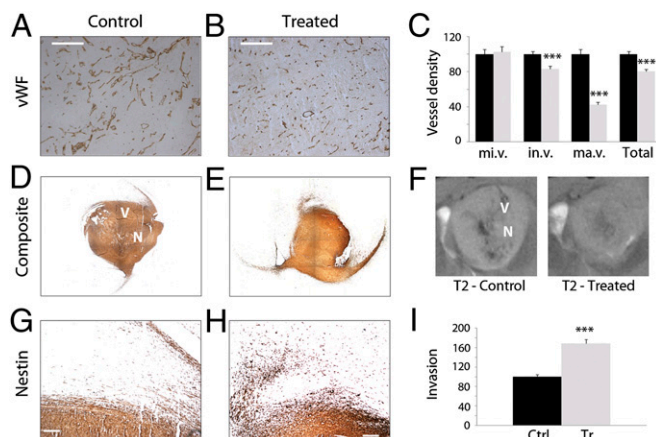 Control
Treated
A
B
C
vWF
Vessel density
120
80
40
0
***
***
***
mi.v.
in.v.
ma.v.
Total
D
E
F
Composite
V
N
V
N
T2 - Control
T2 - Treated
G
H
I
Nestin
Invasion
200
160
120
80
40
0
***
Ctrl
Tr